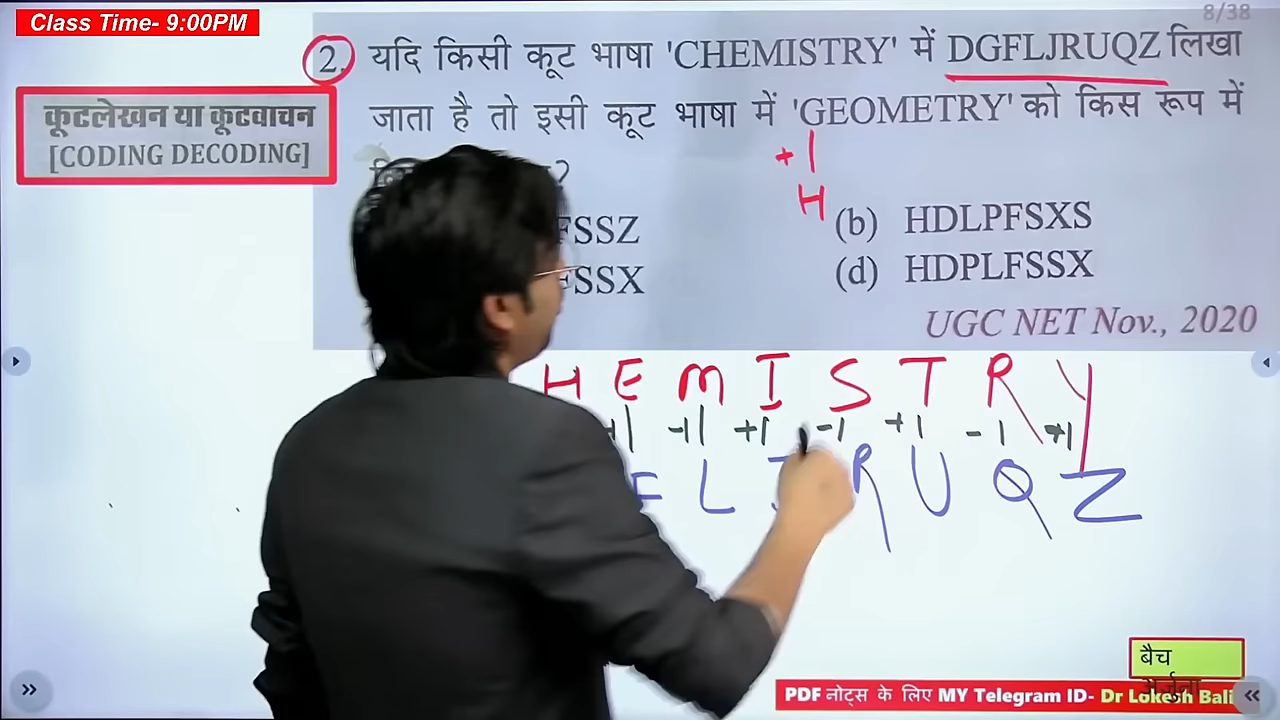 Class Time- 9:00PM
8/38
2. यदि किसी कूट भाषा 'CHEMISTRY' में DGFLJRUQZ लिखा
कूटलेखन या कूटवाचन
[CODING DECODING]
जाता है तो इसी कूट भाषा में 'GEOMETRY' को किस रूप में
?
+1
H
FSSZ
(b) HDLPFSXS
FSSX
(d) HDPLFSSX
UGC NET Nov., 2020
H E M I S T R Y
-1 +1 -1 +1 -1 +1
F L J R U Q Z
बैच
PDF नोट्स के लिए MY Telegram ID- Dr Lokesh Bali